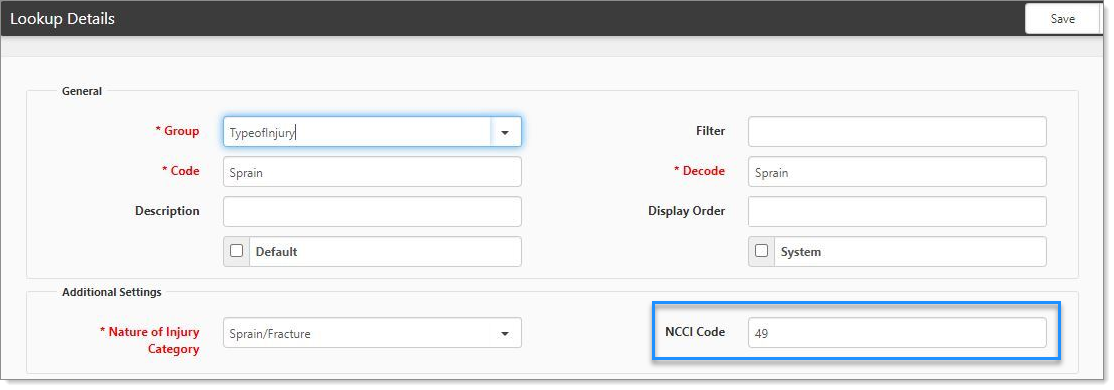 Lookup Details
Save
General
* Group
TypeofInjury
Filter
* Code
Sprain
* Decode
Sprain
Description
Display Order
Default
System
Additional Settings
* Nature of Injury
Category
Sprain/Fracture
NCCI Code
49